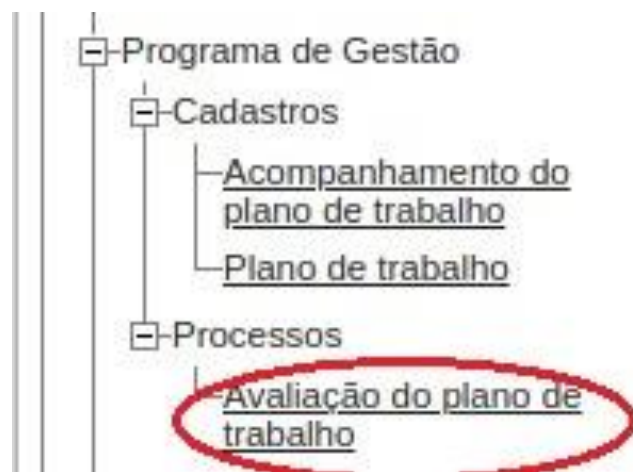 Programa de Gestão
Cadastros
Acompanhamento do
plano de trabalho
Plano de trabalho
Processos
Avaliação do plano de
trabalho